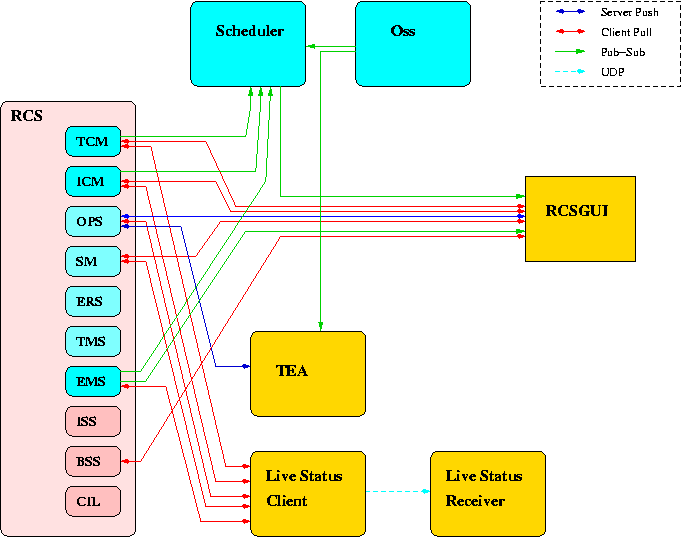 Scheduler
Oss
Server Push
Client Pull
Pub-Sub
UDP
RCS
TCM
ICM
OPS
SM
ERS
TMS
EMS
ISS
BSS
CIL
RCSGUI
TEA
Live Status
Client
Live Status
Receiver